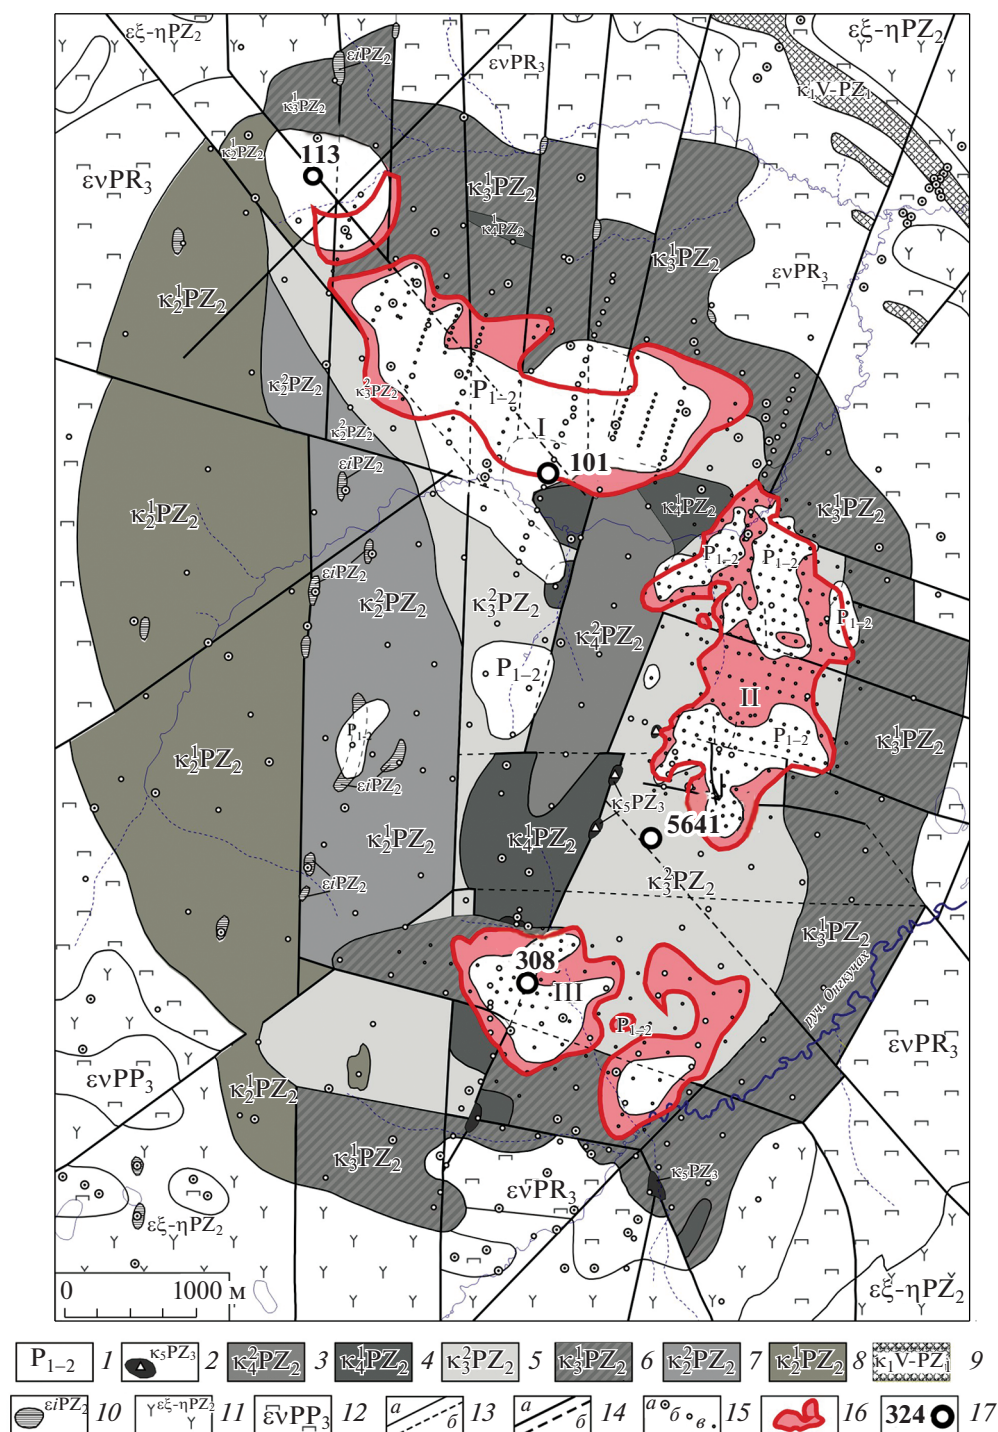 εξ-ηPZ₂
εiPZ₂
ενPR₃
εξ-ηPZ₂
κ₁V-PZ₁
κ₃¹PZ₂
κ₂¹PZ₂
113
ενPR₃
κ₃¹PZ₂
κ₄¹PZ₂
κ₃¹PZ₂
ενPR₃
κ₂¹PZ₂
κ₂²PZ₂
κ₃²PZ₂
P₁₋₂
I
κ₂²PZ₂
εiPZ₂
101
κ₂¹PZ₂
κ₄¹PZ₂
κ₃¹PZ₂
P₁₋₂
P₁₋₂
εiPZ₂
κ₂²PZ₂
κ₃²PZ₂
κ₄²PZ₂
P₁₋₂
P₁₋₂
II
P₁₋₂
P₁₋₂
κ₃¹PZ₂
κ₂¹PZ₂
εiPZ₂
κ₅PZ₃
κ₂¹PZ₂
κ₄¹PZ₂
5641
εiPZ₂
κ₃²PZ₂
κ₃¹PZ₂
308
III
P₁₋₂
руч. Опгкучах
ενPR₃
ενPP₃
κ₂¹PZ₂
κ₃¹PZ₂
κ₅PZ₃
ενPR₃
εξ-ηPZ₂
εξ-ηPZ₂
0 1000 м
P₁₋₂ 1 κ₅PZ₃ 2 κ₄²PZ₂ 3 κ₄¹PZ₂ 4 κ₃²PZ₂ 5 κ₃¹PZ₂ 6 κ₂²PZ₂ 7 κ₂¹PZ₂ 8 κ₁V-PZ₁ 9
εiPZ₂ 10 εξ-ηPZ₂ 11 ενPP₃ 12 а б 13 а б 14 а б в 15 16 324 17